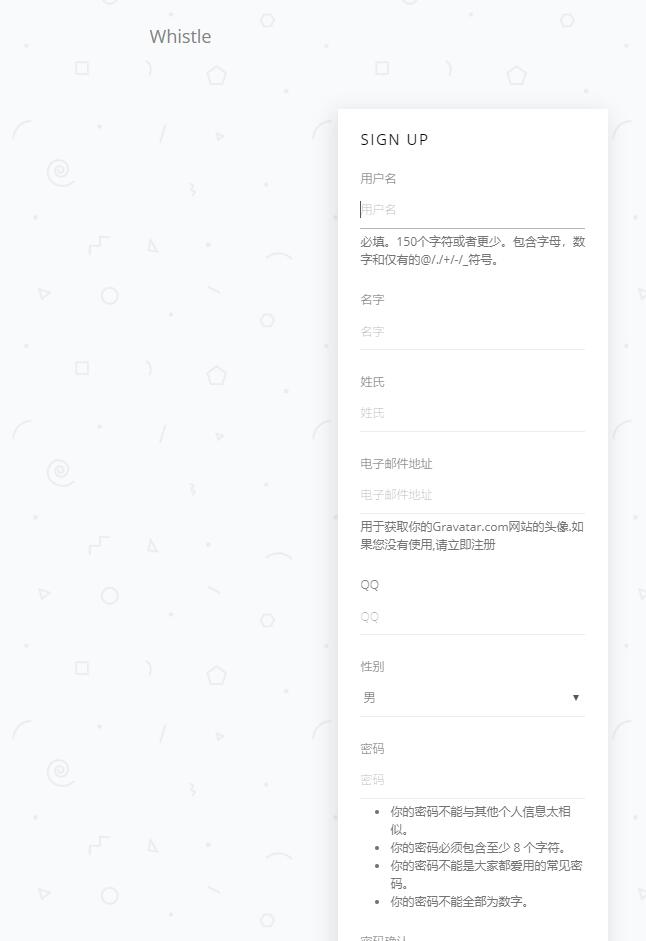 Whistle
SIGN UP
用户名
用户名
必填。150个字符或者更少。包含字母，数
字和仅有的@/./+/-/_符号。
名字
名字
姓氏
姓氏
电子邮件地址
电子邮件地址
用于获取你的Gravatar.com网站的头像.如
果您没有使用,请立即注册
QQ
QQ
性别
男
密码
密码
你的密码不能与其他个人信息太相
似。
你的密码必须包含至少 8 个字符。
你的密码不能是大家都爱用的常见密
码。
你的密码不能全部为数字。
密码确认